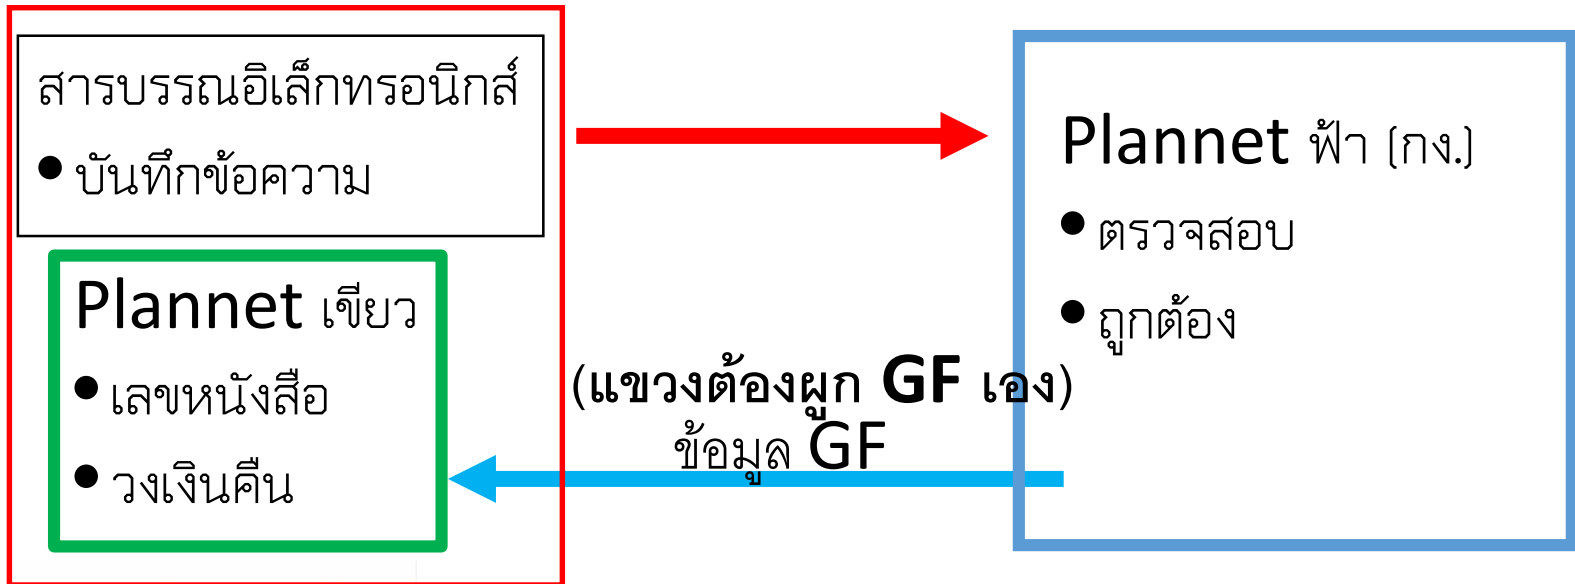 สารบรรณอิเล็กทรอนิกส์
• บันทึกข้อความ
Plannet เขียว
• เลขหนังสือ
• วงเงินคืน
(แขวงต้องผูก GF เอง)
ข้อมูล GF
Plannet ฟ้า (กง.)
• ตรวจสอบ
• ถูกต้อง